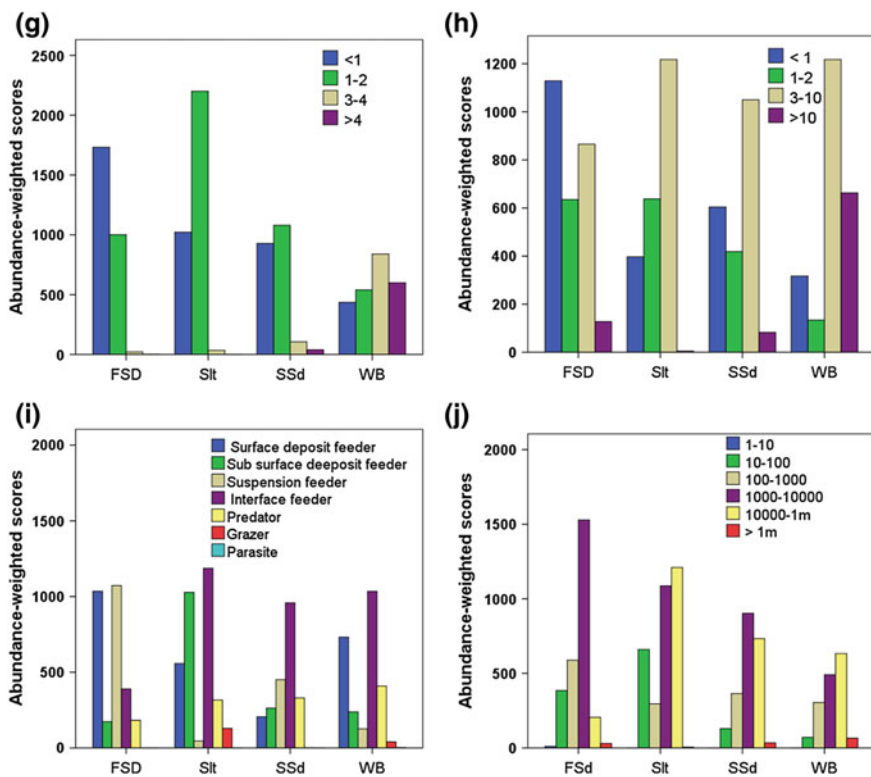 (g)
Abundance-weighted scores
2500
2000
1500
1000
500
0
<1
1-2
3-4
>4
FSD Slt SSd WB
(h)
Abundance-weighted scores
1200
1000
800
600
400
200
0
< 1
1-2
3-10
>10
FSD Slt SSd WB
(i)
Abundance-weighted scores
2000
1500
1000
500
0
Surface deposit feeder
Sub surface deeposit feeder
Suspension feeder
Interface feeder
Predator
Grazer
Parasite
FSD Slt SSd WB
(j)
Abundance-weighted scores
2000
1500
1000
500
0
1-10
10-100
100-1000
1000-10000
10000-1m
> 1m
FSd Slt SSd WB